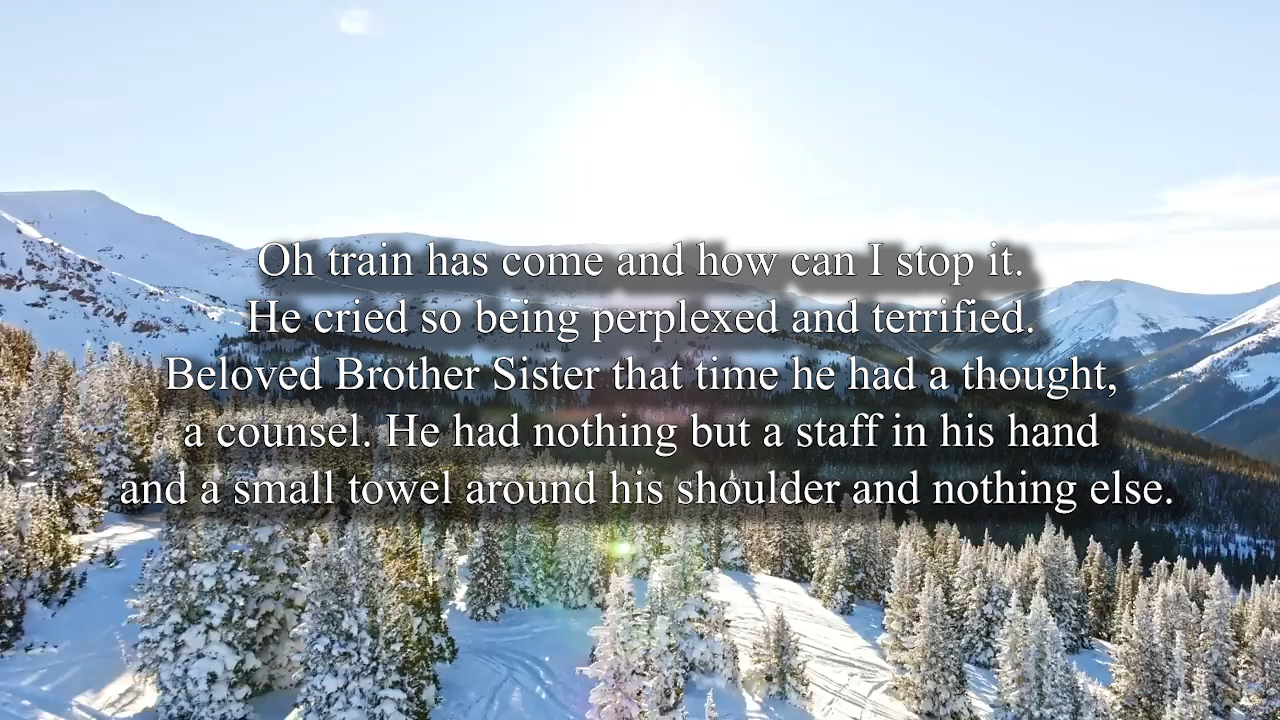 Oh train has come and how can I stop it.
He cried so being perplexed and terrified.
Beloved Brother Sister that time he had a thought,
a counsel. He had nothing but a staff in his hand
and a small towel around his shoulder and nothing else.